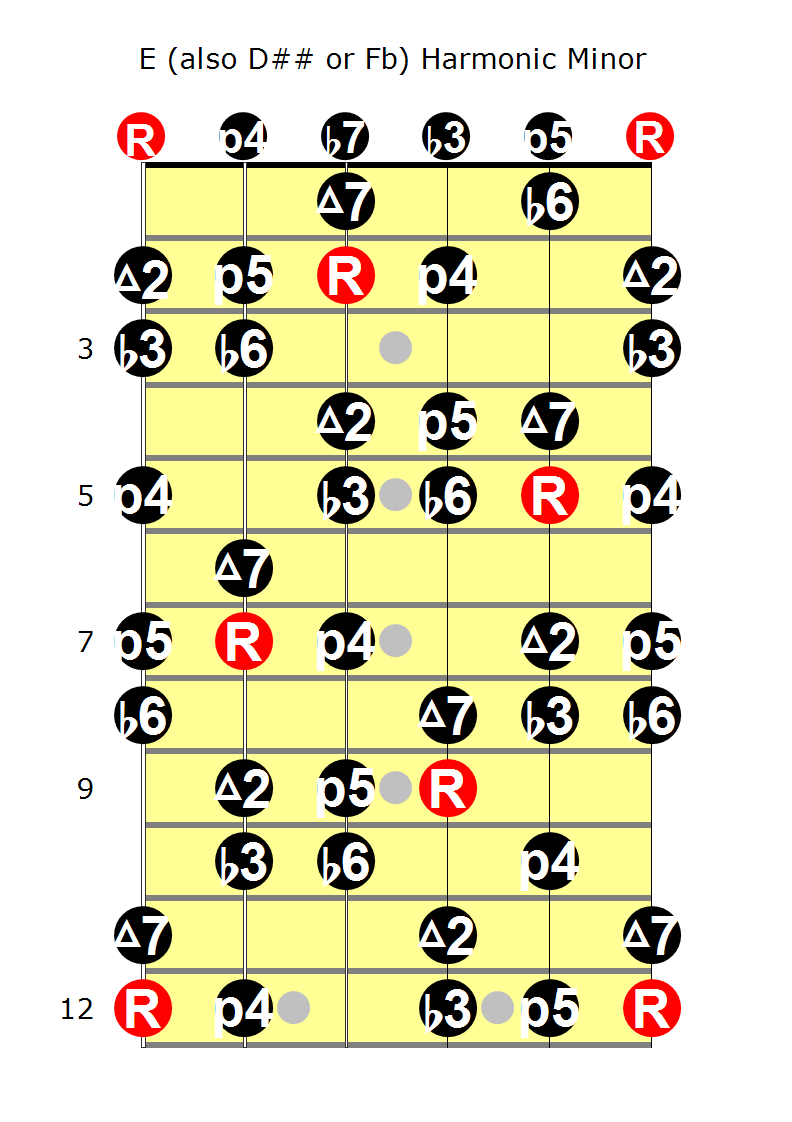 E (also D## or Fb) Harmonic Minor
R p4 ♭7 ♭3 p5 R
Δ7 ♭6
Δ2 p5 R p4 Δ2
3 ♭3 ♭6 ♭3
Δ2 p5 Δ7
5 p4 ♭3 ♭6 R p4
Δ7
7 p5 R p4 Δ2 p5
♭6 Δ7 ♭3 ♭6
9 Δ2 p5 R
♭3 ♭6 p4
Δ7 Δ2 Δ7
12 R p4 ♭3 p5 R